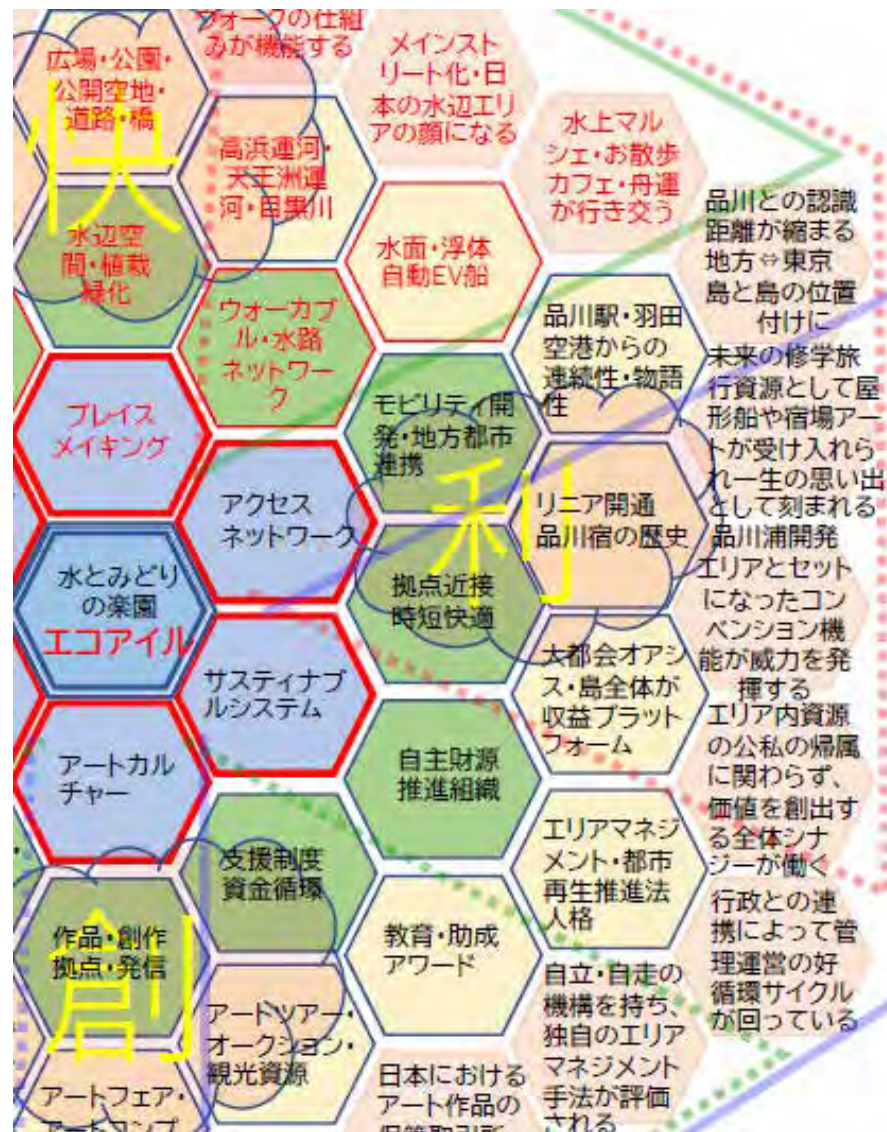 ウォークの仕組
みが機能する
広場・公園・
公開空地・
道路・橋
快
メインスト
リート化・日
本の水辺エリ
アの顔になる
高浜運河・
天王洲運
河・目黒川
水上マル
シェ・お散歩
カフェ・舟運
が行き交う
水辺空
間・植栽
緑化
水面・浮体
自動EV船
品川との認識
距離が縮まる
地方⇔東京
島と島の位置
付けに
ウォーカブ
ル・水路
ネットワー
ク
品川駅・羽田
空港からの
連続性・物語
性
プレイス
メイキング
モビリティ開
発・地方都市
連携
未来の修学旅
行資源として屋
形船や宿場アー
トが受け入れら
れ一生の思い出
として刻まれる
アクセス
ネットワーク
利
リニア開通
品川宿の歴史
水とみどり
の楽園
エコアイル
拠点近接
時短快適
品川浦開発
エリアとセット
になったコン
ベンション機
能が威力を発
揮する
サスティナブ
ルシステム
大都会オアシ
ス・島全体が
収益プラット
フォーム
アートカル
チャー
自主財源
推進組織
エリア内資源
の公私の帰属
に関わらず、
価値を創出す
る全体シナ
ジーが働く
支援制度
資金循環
エリアマネジ
メント・都市
再生推進法
人格
作品・創作
拠点・発信
創
教育・助成
アワード
行政との連
携によって管
理運営の好
循環サイクル
が回っている
アートツアー・
オークション・
観光資源
自立・自走の
機構を持ち、
独自のエリア
マネジメント
手法が評価
される
アートフェア・
日本における
アート作品の